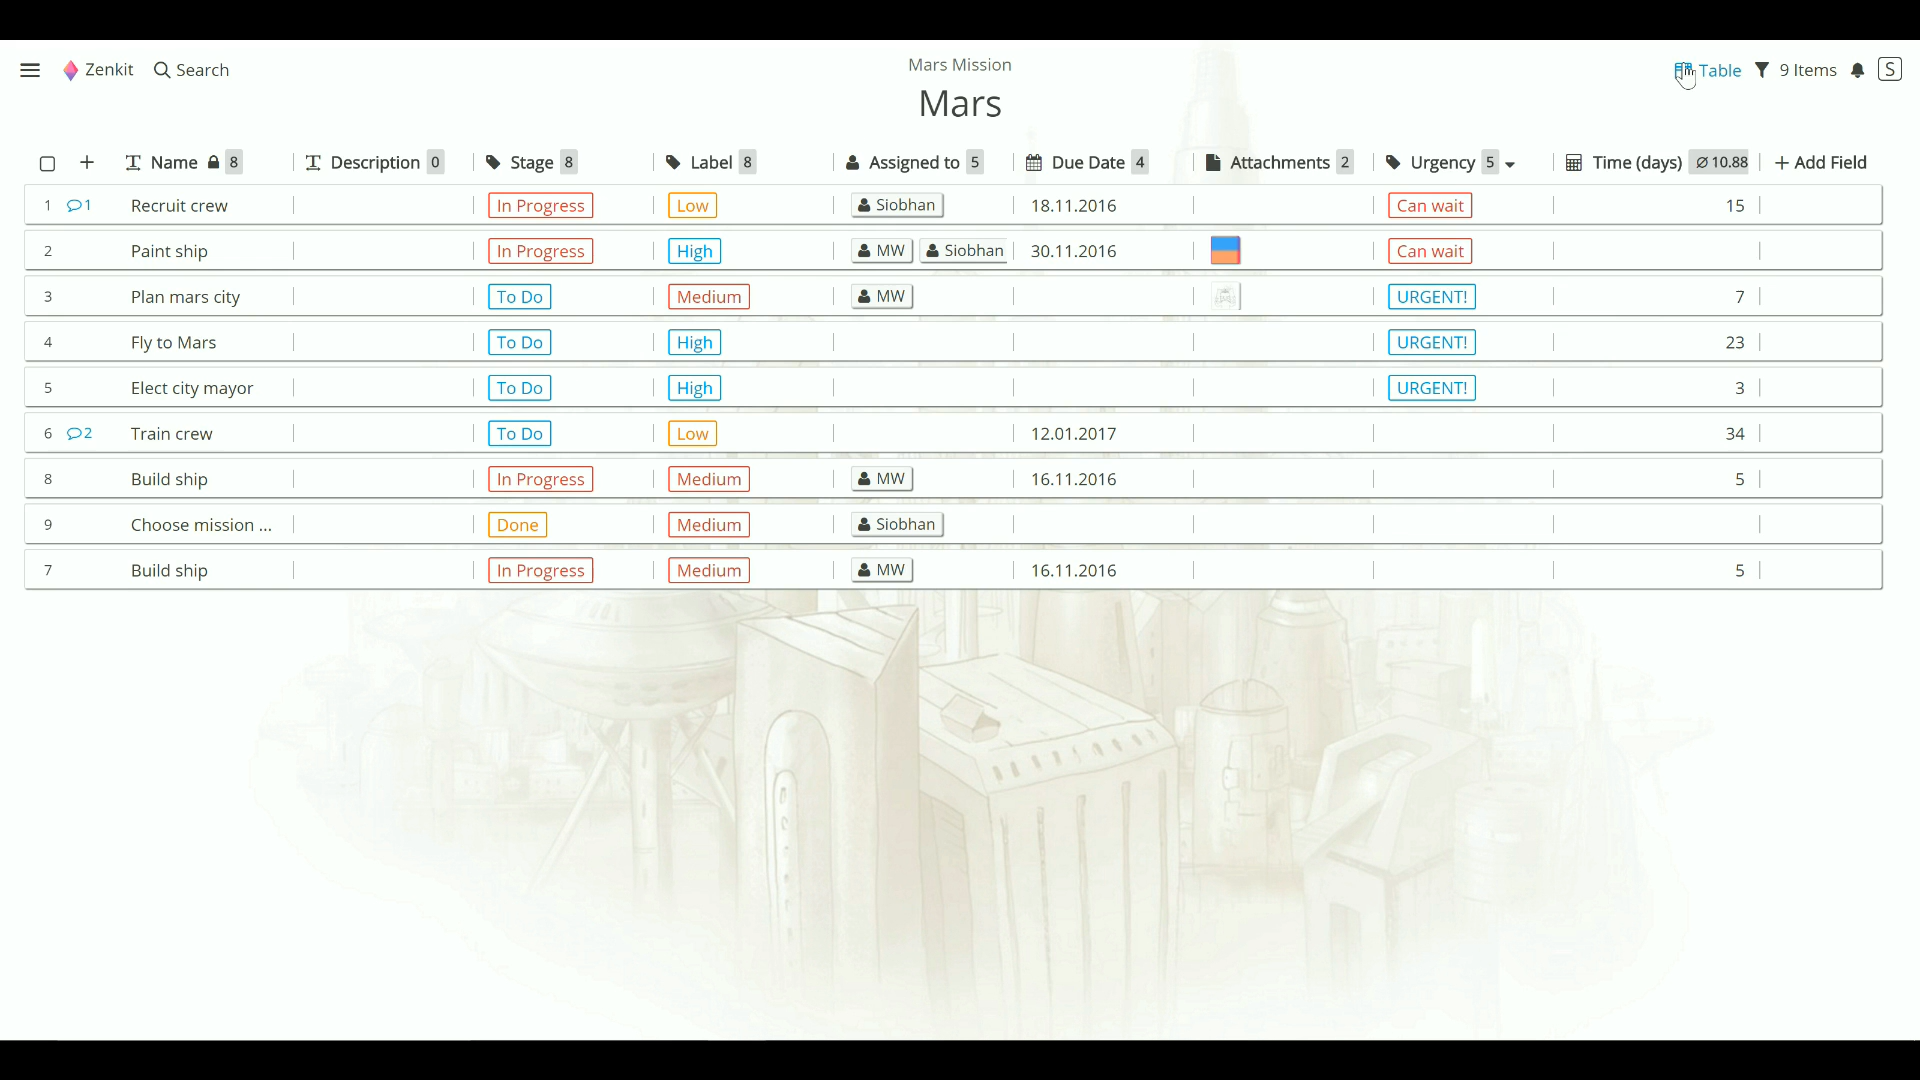 Zenkit Search Mars Mission Table 9 Items S
Mars
Name 8 Description 0 Stage 8 Label 8 Assigned to 5 Due Date 4 Attachments 2 Urgency 5 Time (days) Ø 10.88 + Add Field
1 1 Recruit crew In Progress Low Siobhan 18.11.2016 Can wait 15
2 Paint ship In Progress High MW Siobhan 30.11.2016 Can wait
3 Plan mars city To Do Medium MW URGENT! 7
4 Fly to Mars To Do High URGENT! 23
5 Elect city mayor To Do High URGENT! 3
6 2 Train crew To Do Low 12.01.2017 34
8 Build ship In Progress Medium MW 16.11.2016 5
9 Choose mission ... Done Medium Siobhan
7 Build ship In Progress Medium MW 16.11.2016 5